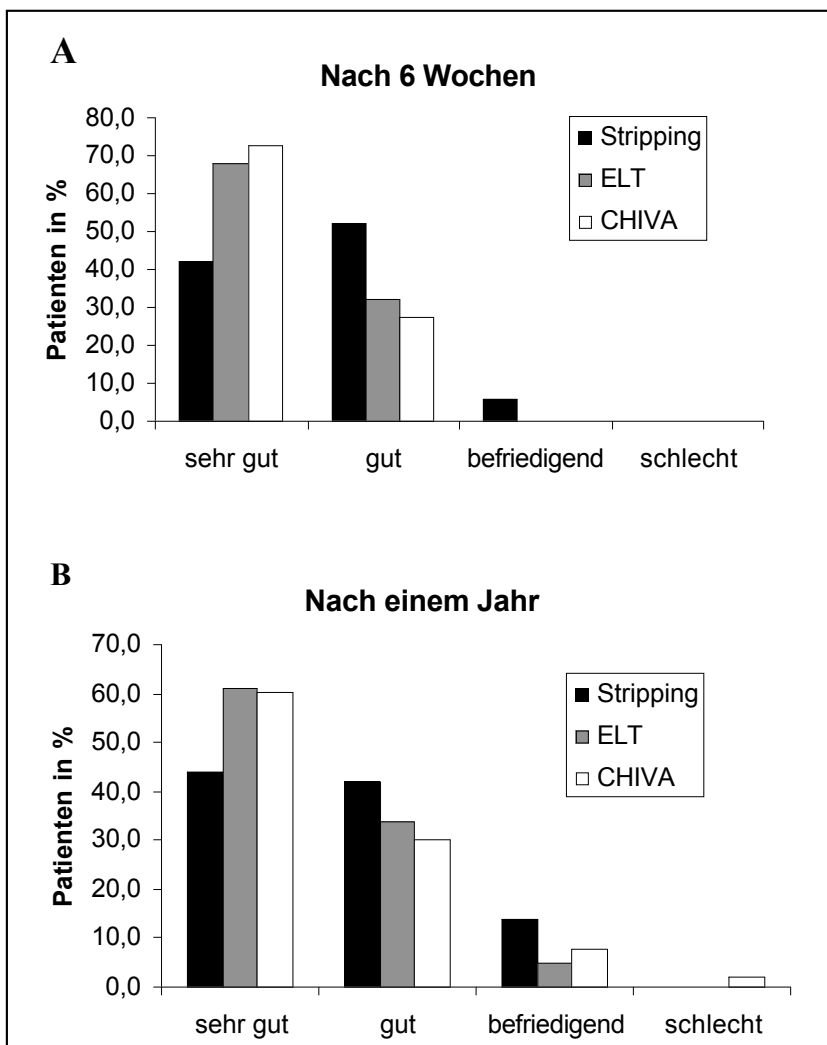 A
Nach 6 Wochen
Patienten in %
80,0
70,0
60,0
50,0
40,0
30,0
20,0
10,0
0,0
Stripping
ELT
CHIVA
sehr gut gut befriedigend schlecht
B
Nach einem Jahr
Patienten in %
70,0
60,0
50,0
40,0
30,0
20,0
10,0
0,0
Stripping
ELT
CHIVA
sehr gut gut befriedigend schlecht